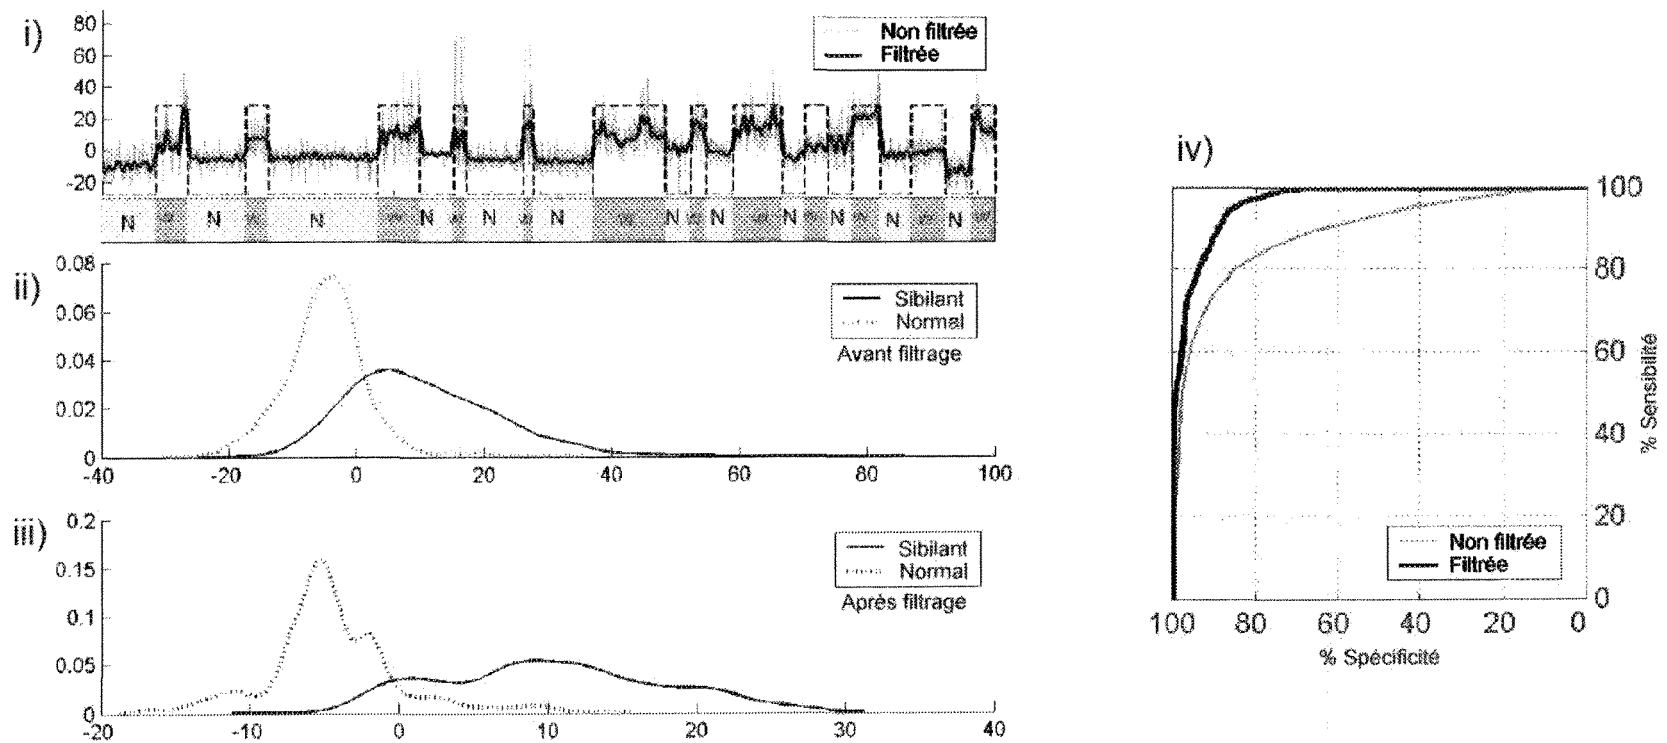 i)
80
60
40
20
0
-20
Non filtrée
Filtrée
N N N N N N N N N N N
ii)
0.08
0.06
0.04
0.02
0
-40 -20 0 20 40 60 80 100
Sibilant
Normal
Avant filtrage
iii)
0.2
0.15
0.1
0.05
0
-20 -10 0 10 20 30 40
Sibilant
Normal
Après filtrage
iv)
100
80
60
40
20
0
% Sensibilité
Non filtrée
Filtrée
100 80 60 40 20 0
% Spécificité